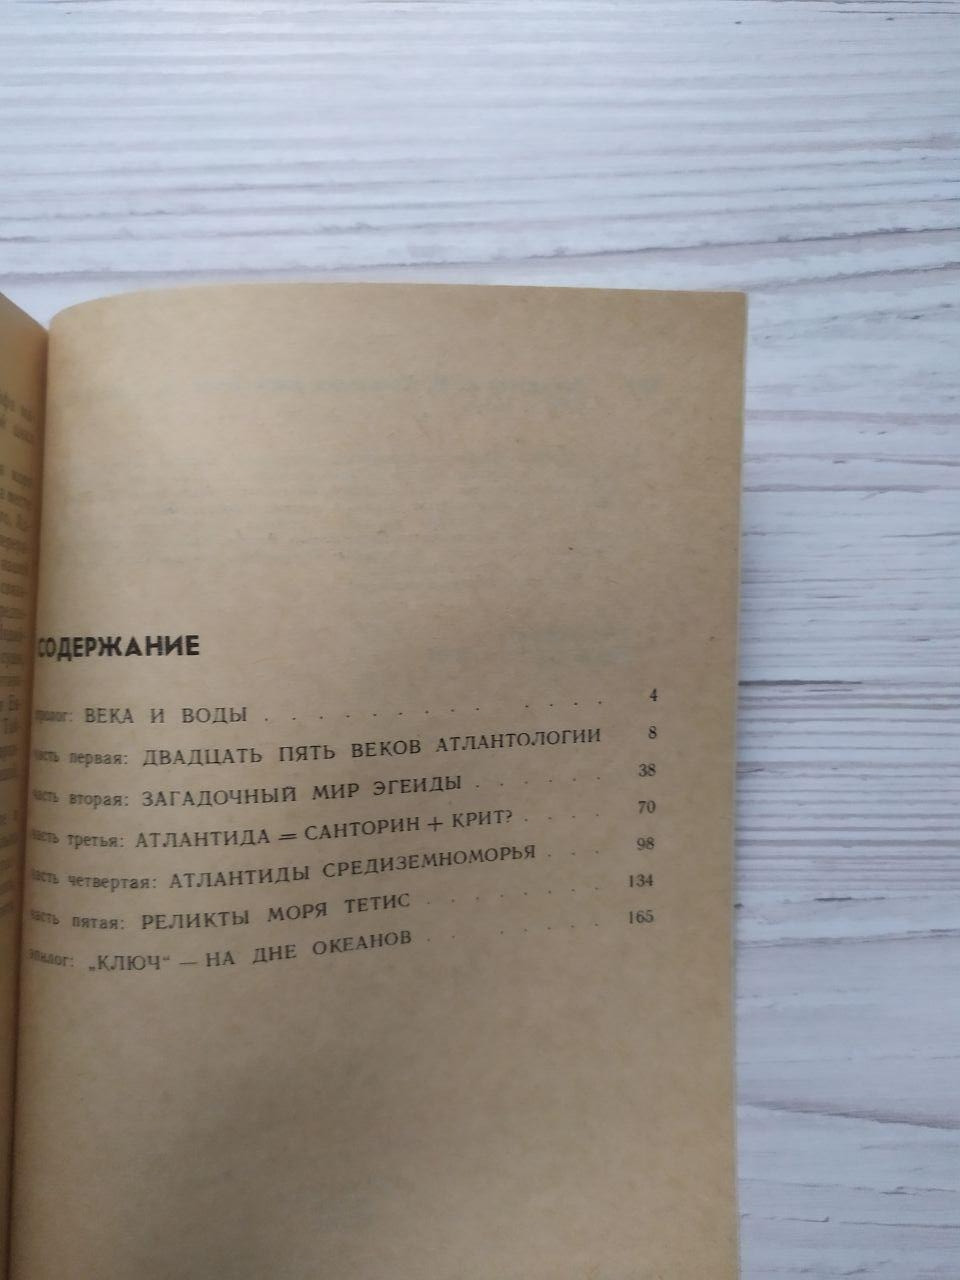 СОДЕРЖАНИЕ
пролог: ВЕКА И ВОДЫ . . . . . . . . . . . . 4
часть первая: ДВАДЦАТЬ ПЯТЬ ВЕКОВ АТЛАНТОЛОГИИ 8
часть вторая: ЗАГАДОЧНЫЙ МИР ЭГЕИДЫ . . . . . 38
часть третья: АТЛАНТИДА = САНТОРИН + КРИТ? . . . . 70
часть четвертая: АТЛАНТИДЫ СРЕДИЗЕМНОМОРЬЯ . . . 98
часть пятая: РЕЛИКТЫ МОРЯ ТЕТИС . . . . . . . 134
эпилог: „КЛЮЧ“ — НА ДНЕ ОКЕАНОВ . . . . . . . 165